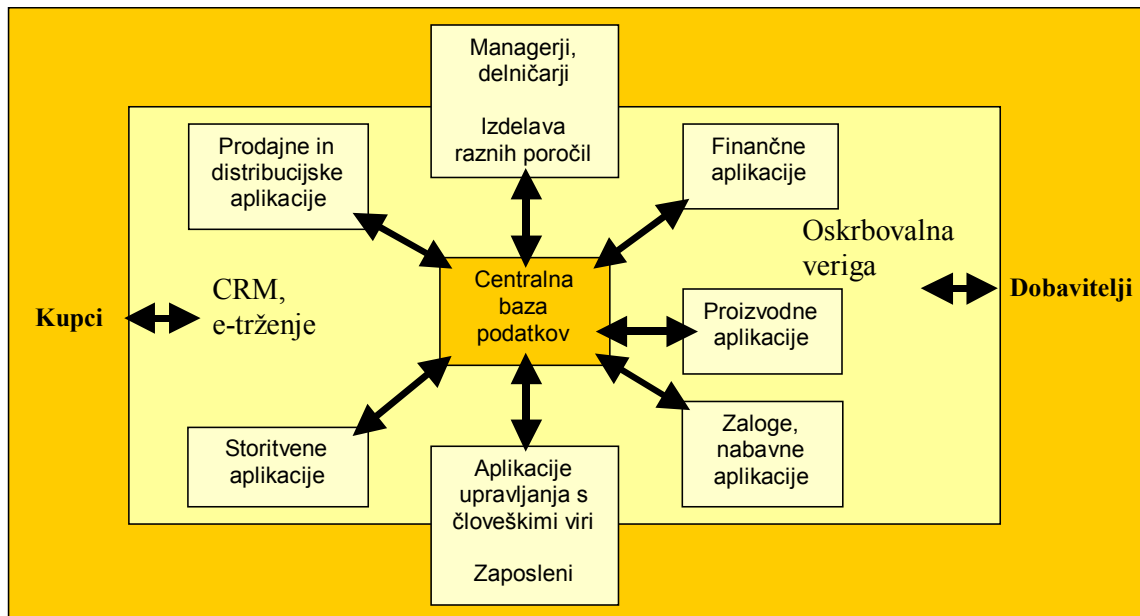 Managerji,
delničarji
Izdelava
raznih poročil
Prodajne in
distribucijske
aplikacije
Finančne
aplikacije
Oskrbovalna
veriga
Centralna
baza
podatkov
Kupci
CRM,
e-trženje
Dobavitelji
Proizvodne
aplikacije
Storitvene
aplikacije
Aplikacije
upravljanja s
človeškimi viri
Zaposleni
Zaloge,
nabavne
aplikacije